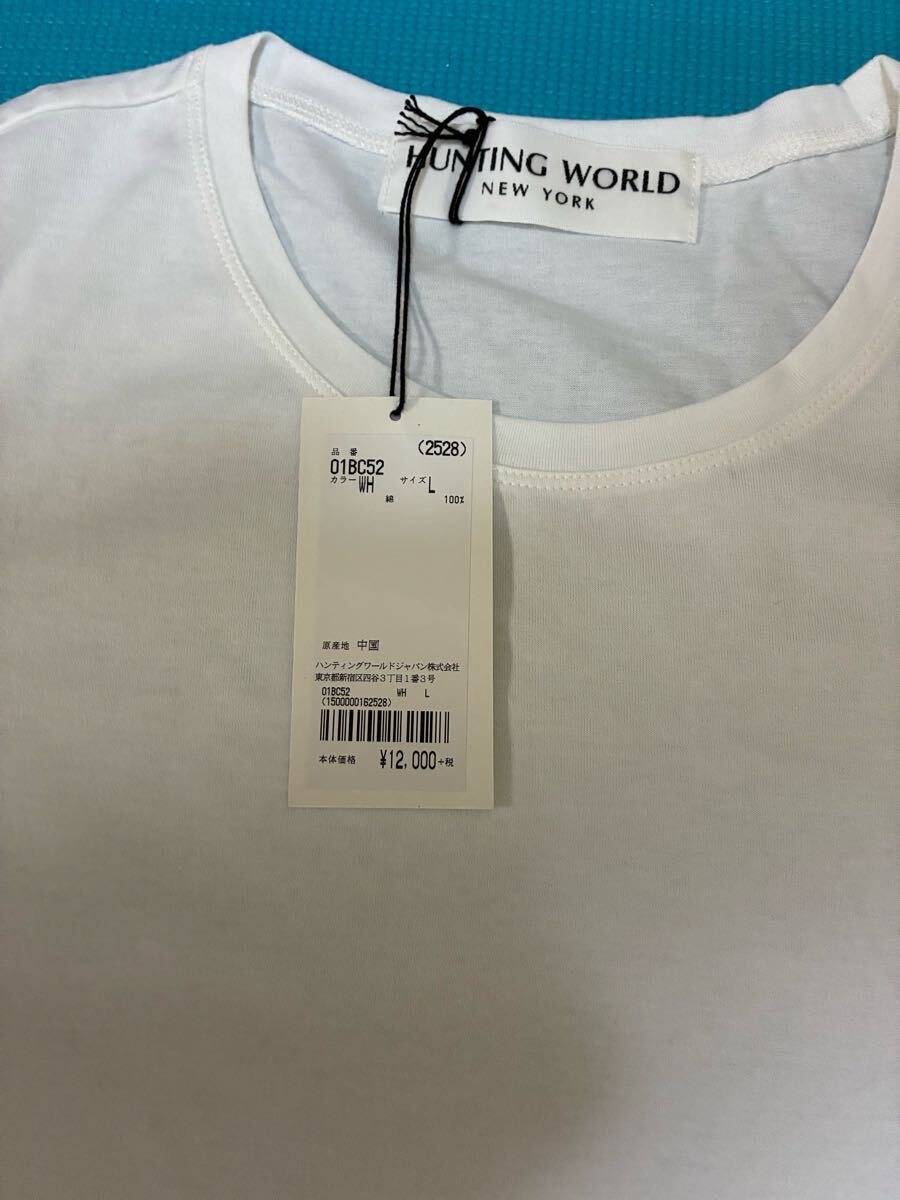 HUNTING WORLD
NEW YORK
品番 (2528)
01BC52
カラー WH サイズ L
綿 100%
原産地 中国
ハンティングワールドジャパン株式会社
東京都新宿区四谷3丁目1番3号
01BC52 WH L
(1500000162528)
本体価格 ¥12,000+税